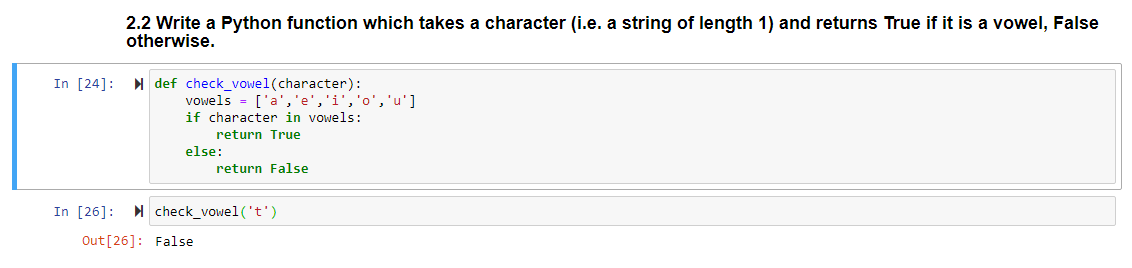 2.2 Write a Python function which takes a character (i.e. a string of length 1) and returns True if it is a vowel, False
otherwise.
In [24]: def check_vowel(character):
    vowels = ['a','e','i','o','u']
    if character in vowels:
        return True
    else:
        return False
In [26]: check_vowel('t')
Out[26]: False